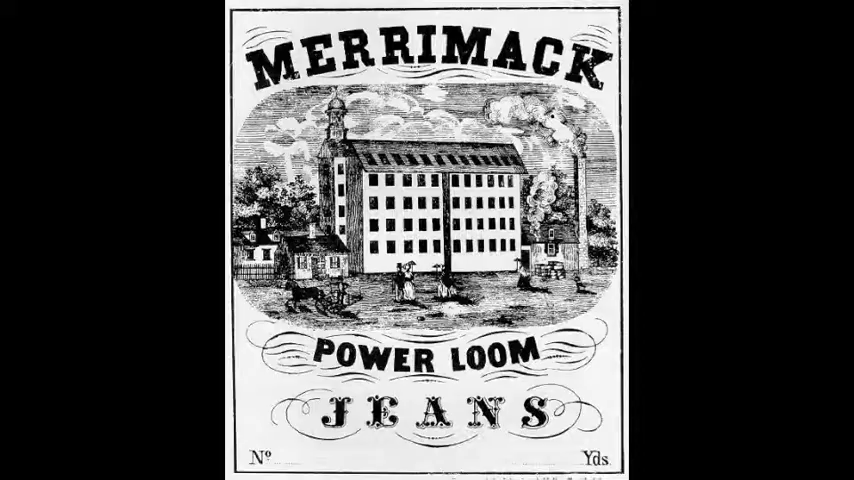 MERRIMACK
POWER LOOM
JEANS
Nº ...... Yds